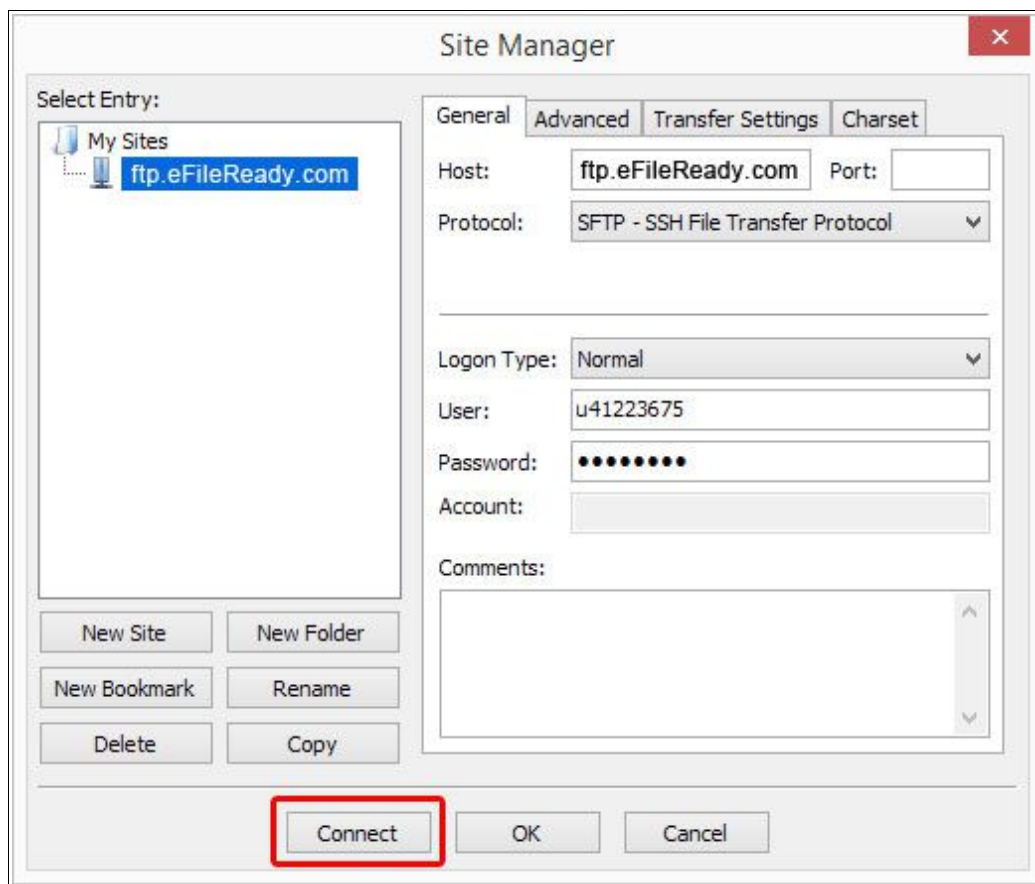 Site Manager
Select Entry:
My Sites
ftp.eFileReady.com
General Advanced Transfer Settings Charset
Host: ftp.eFileReady.com Port:
Protocol: SFTP - SSH File Transfer Protocol
Logon Type: Normal
User: u41223675
Password: ●●●●●●●●
Account:
Comments:
New Site New Folder
New Bookmark Rename
Delete Copy
Connect OK Cancel